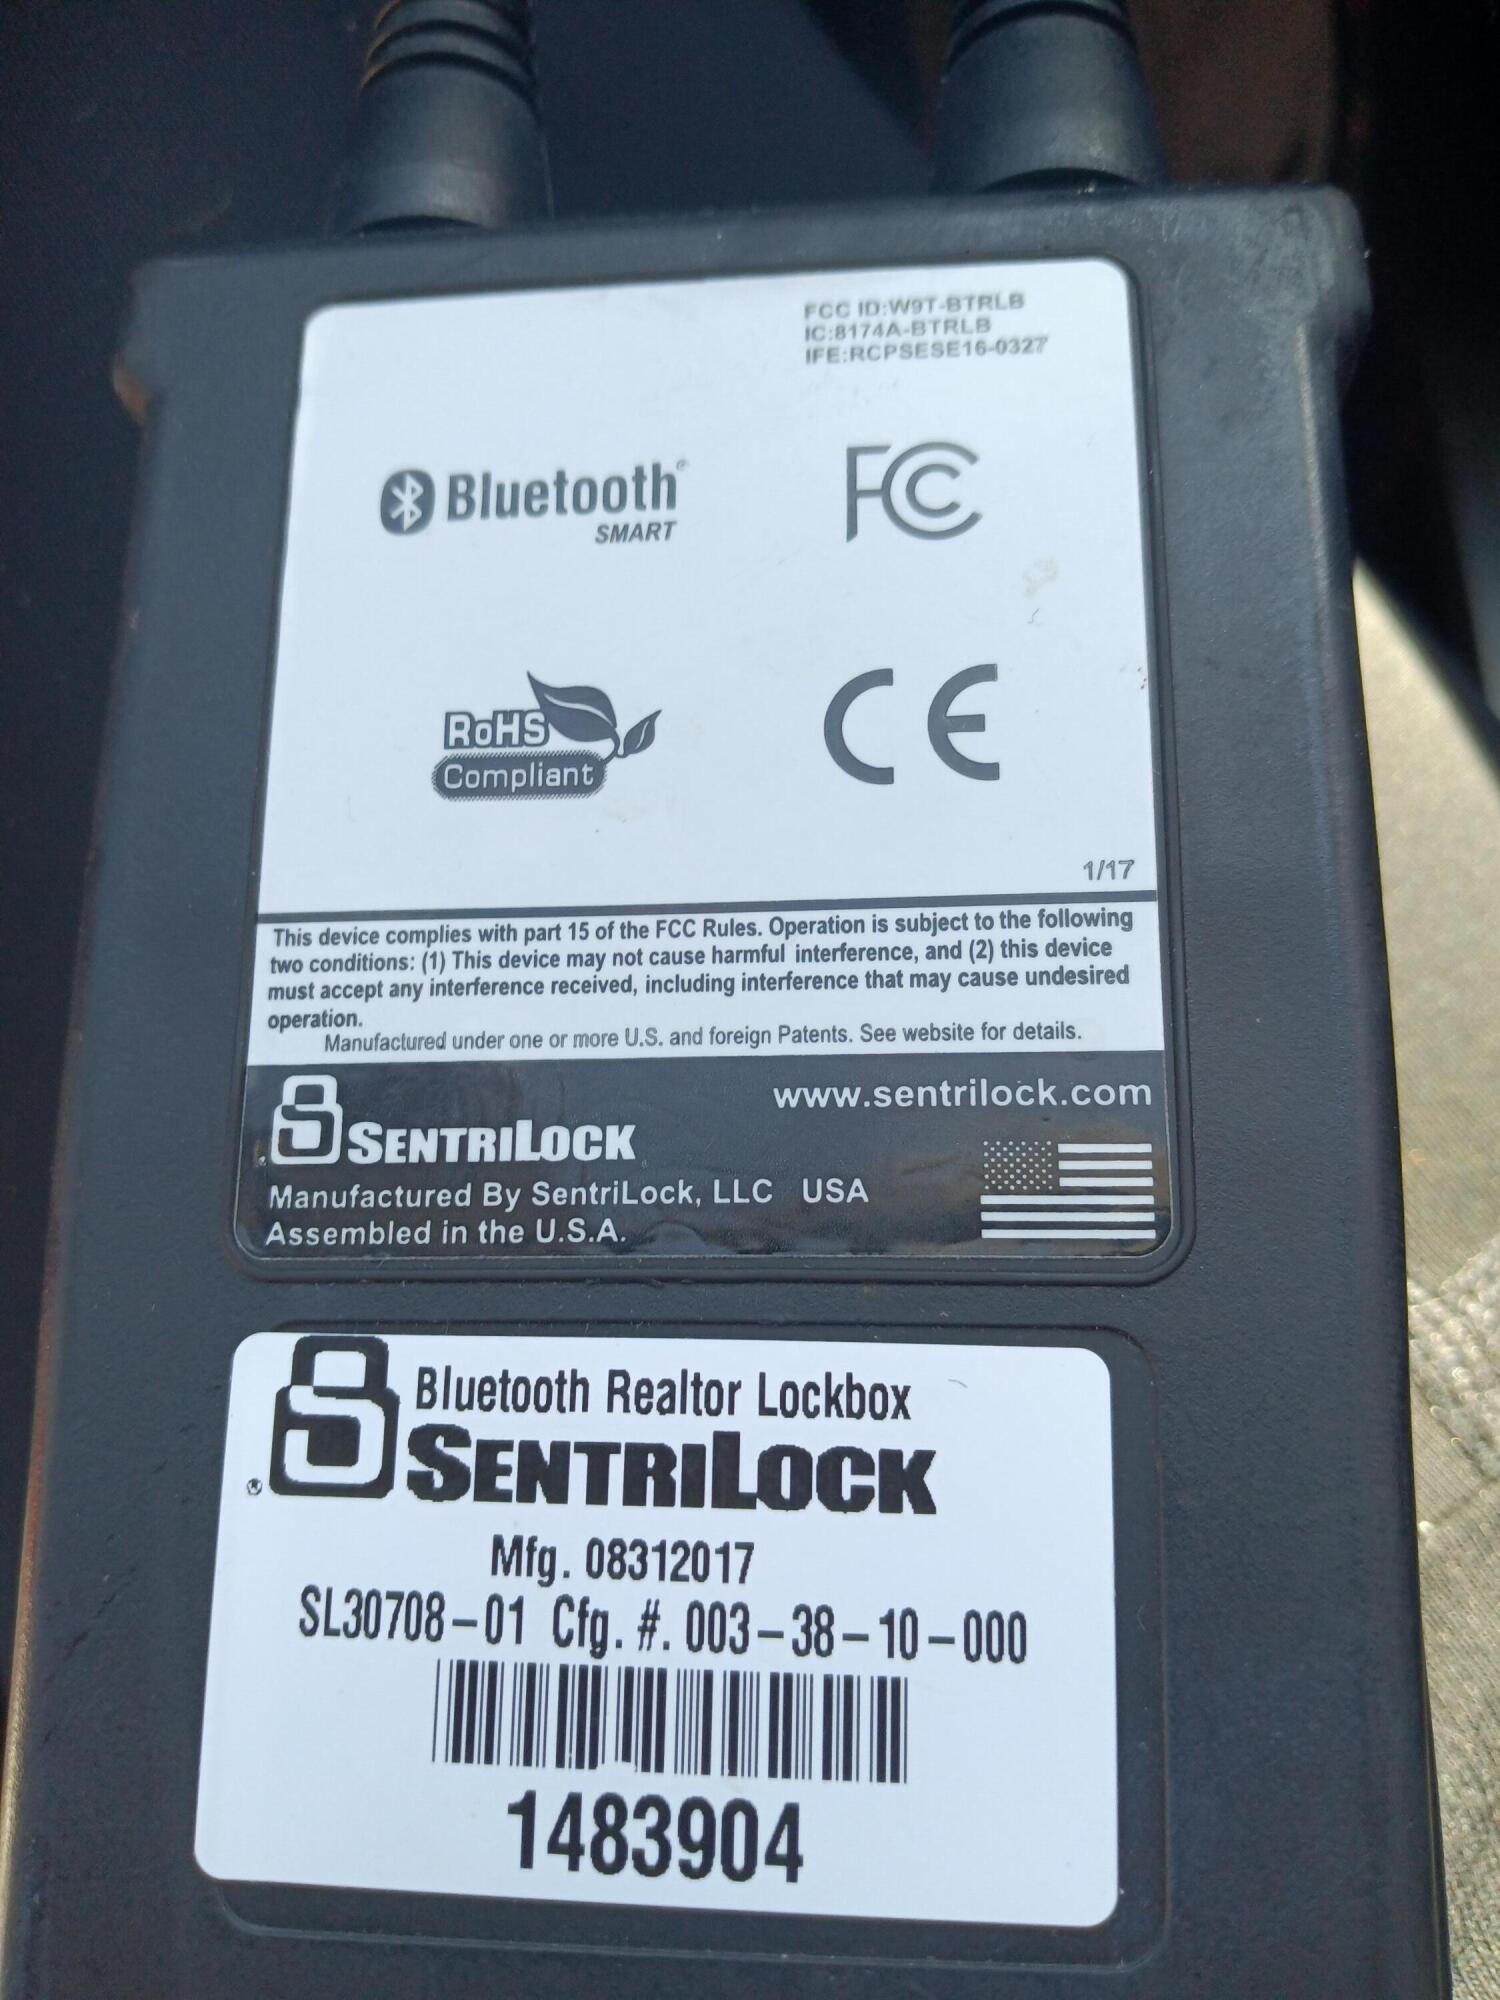 FCC ID:W9T-BTRLB
IC:8174A-BTRLB
IFE:RCPSESE16-0327
Bluetooth®
SMART
FC
RoHS
Compliant
CE
1/17
This device complies with part 15 of the FCC Rules. Operation is subject to the following
two conditions: (1) This device may not cause harmful interference, and (2) this device
must accept any interference received, including interference that may cause undesired
operation.
Manufactured under one or more U.S. and foreign Patents. See website for details.
www.sentrilock.com
SENTRILOCK
Manufactured By SentriLock, LLC USA
Assembled in the U.S.A.
Bluetooth Realtor Lockbox
® SENTRILOCK
Mfg. 08312017
SL30708-01 Cfg. #. 003-38-10-000
1483904